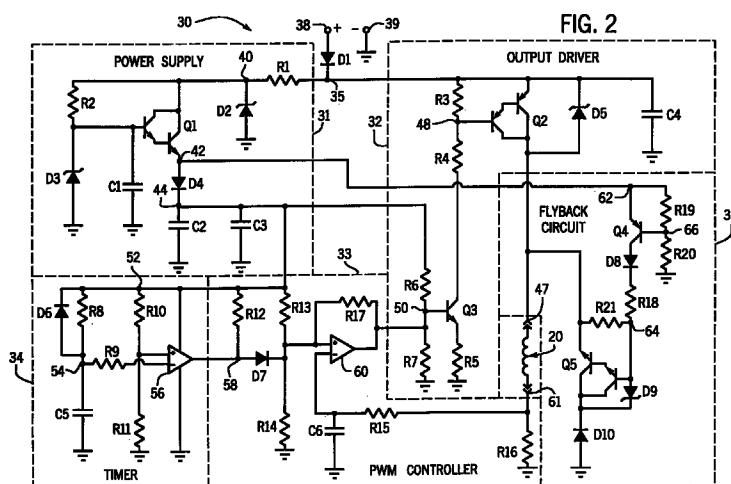 30
38 + - 39
FIG. 2
POWER SUPPLY
40
D1
OUTPUT DRIVER
R1
35
R2
D2
31
32
R3
Q1
48
Q2
D5
C4
42
R4
D3
C1
D4
44
C2
C3
62
FLYBACK
CIRCUIT
R19
Q4
66
R20
D8
33
52
R6
50
Q3
47
R21
R18
64
D6
R8
R10
R12
R13
R17
20
Q5
R9
54
56
58
D7
60
R7
R5
61
D9
34
C5
R11
R14
C6
R15
R16
D10
TIMER
PWM CONTROLLER